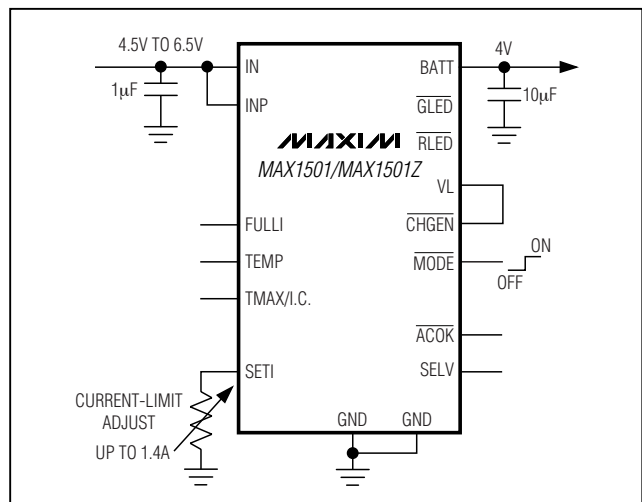 4.5V TO 6.5V
1µF
IN
INP
FULLI
TEMP
TMAX/I.C.
SETI
CURRENT-LIMIT
ADJUST
UP TO 1.4A
MAXIM
MAX1501/MAX1501Z
BATT
GLED
RLED
VL
CHGEN
MODE
ACOK
SELV
GND GND
4V
10µF
ON
OFF